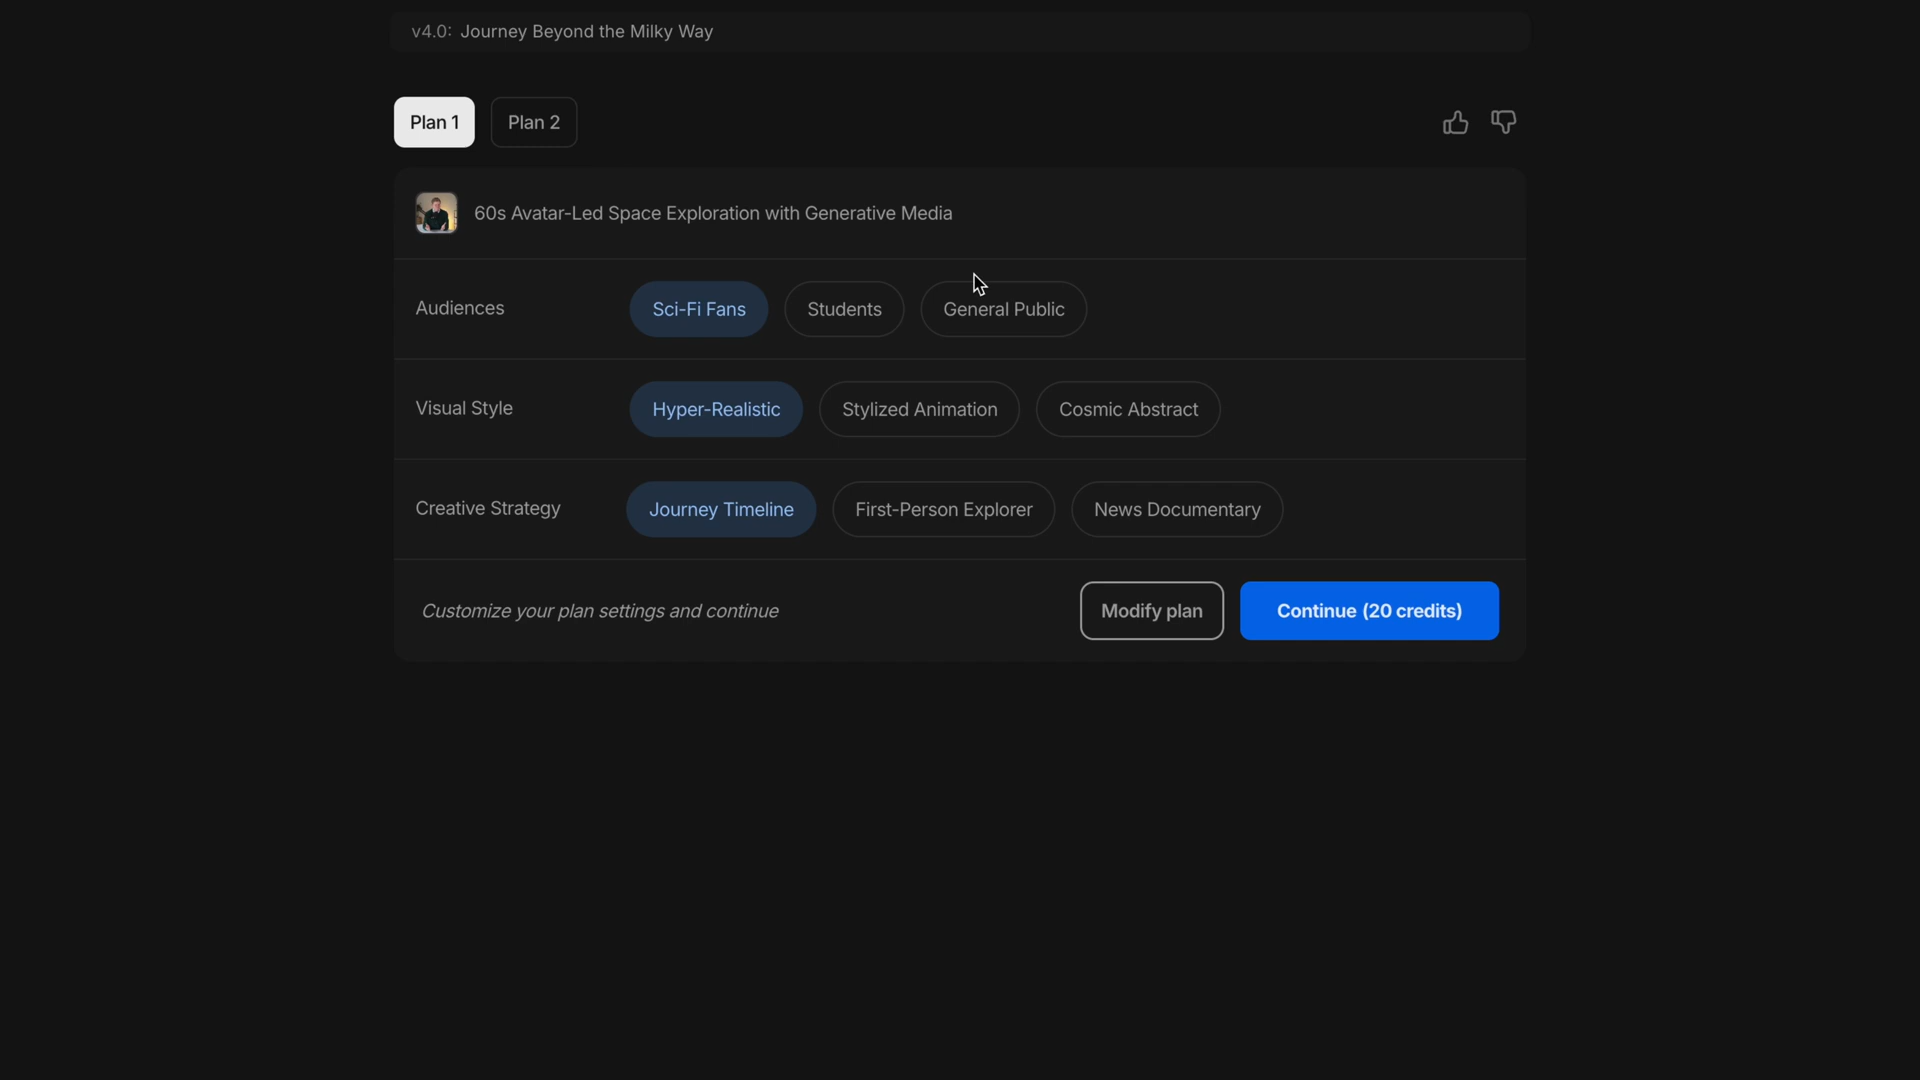 v4.0: Journey Beyond the Milky Way
Plan 1 Plan 2
60s Avatar-Led Space Exploration with Generative Media
Audiences Sci-Fi Fans Students General Public
Visual Style Hyper-Realistic Stylized Animation Cosmic Abstract
Creative Strategy Journey Timeline First-Person Explorer News Documentary
Customize your plan settings and continue Modify plan Continue (20 credits)